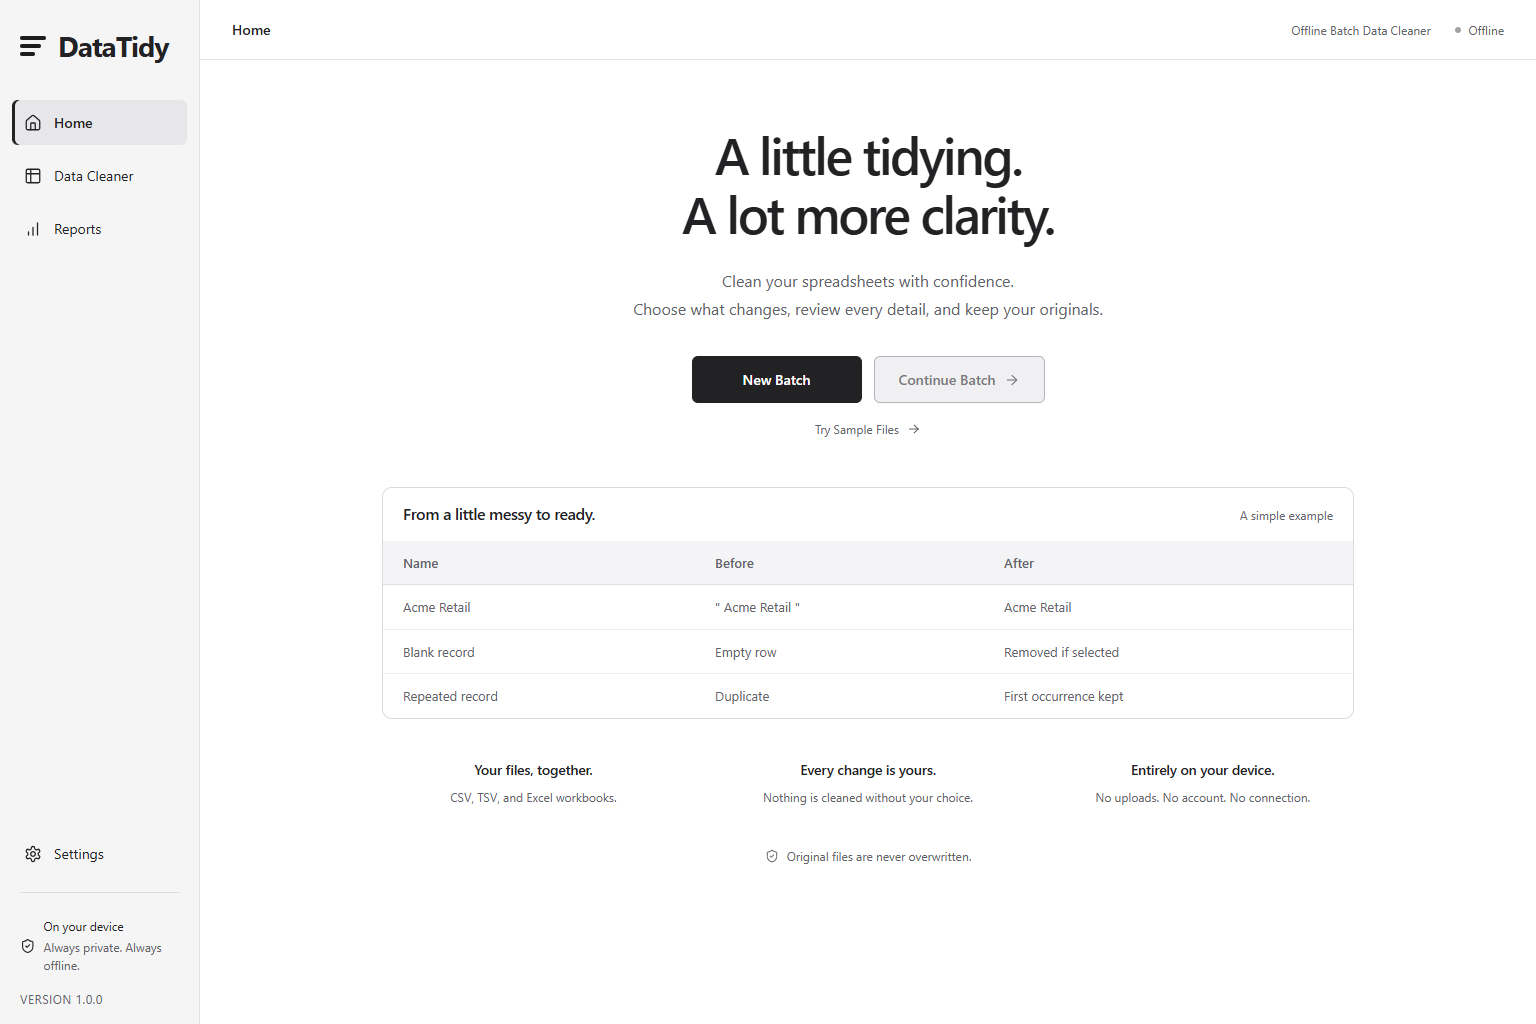 DataTidy
Home
Data Cleaner
Reports
Settings
On your device
Always private. Always
offline.
VERSION 1.0.0
Home
Offline Batch Data Cleaner
Offline
A little tidying.
A lot more clarity.
Clean your spreadsheets with confidence.
Choose what changes, review every detail, and keep your originals.
New Batch
Continue Batch
Try Sample Files
From a little messy to ready.
A simple example
Name Before After
Acme Retail " Acme Retail " Acme Retail
Blank record Empty row Removed if selected
Repeated record Duplicate First occurrence kept
Your files, together.
CSV, TSV, and Excel workbooks.
Every change is yours.
Nothing is cleaned without your choice.
Entirely on your device.
No uploads. No account. No connection.
Original files are never overwritten.